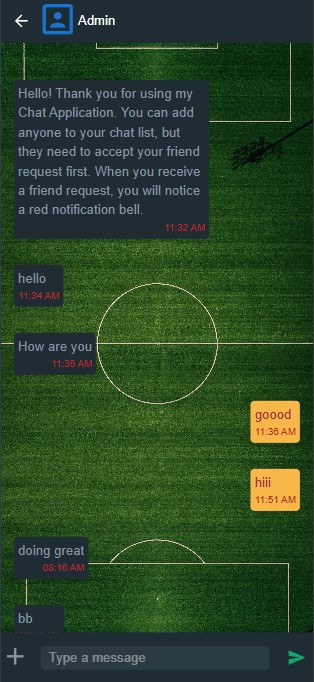 Admin
Hello! Thank you for using my
Chat Application. You can add
anyone to your chat list, but
they need to accept your friend
request first. When you receive
a friend request, you will notice
a red notification bell.
11:32 AM
hello
11:34 AM
How are you
11:35 AM
goood
11:36 AM
hiii
11:51 AM
doing great
08:16 AM
bb
Type a message